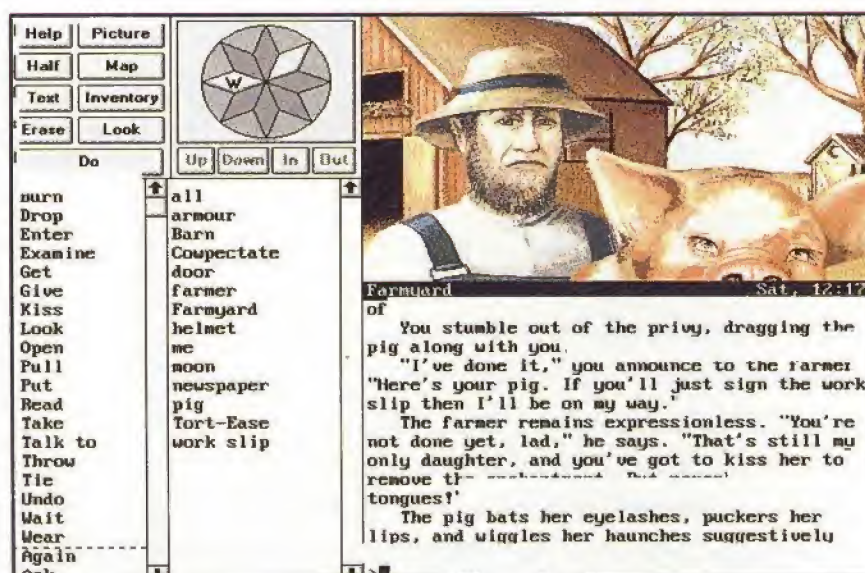 Help Picture
Half Map
Text Inventory
Erase Look
Do
W
Up Down In Out
Burn
Drop
Enter
Examine
Get
Give
Kiss
Look
Open
Pull
Put
Read
Take
Talk to
Throw
Tie
Undo
Wait
Wear
Again
Ask
all
armour
Barn
Cowpectate
door
farmer
Farmyard
helmet
me
moon
newspaper
pig
Tort-Ease
work slip
Farmyard Sat, 12:17
of
You stumble out of the privy, dragging the
pig along with you.
"I've done it," you announce to the farmer
"Here's your pig. If you'll just sign the work
slip then I'll be on my way."
The farmer remains expressionless. "You're
not done yet, lad," he says. "That's still my
only daughter, and you've got to kiss her to
remove
tongues!"
The pig bats her eyelashes, puckers her
lips, and wiggles her haunches suggestively
>